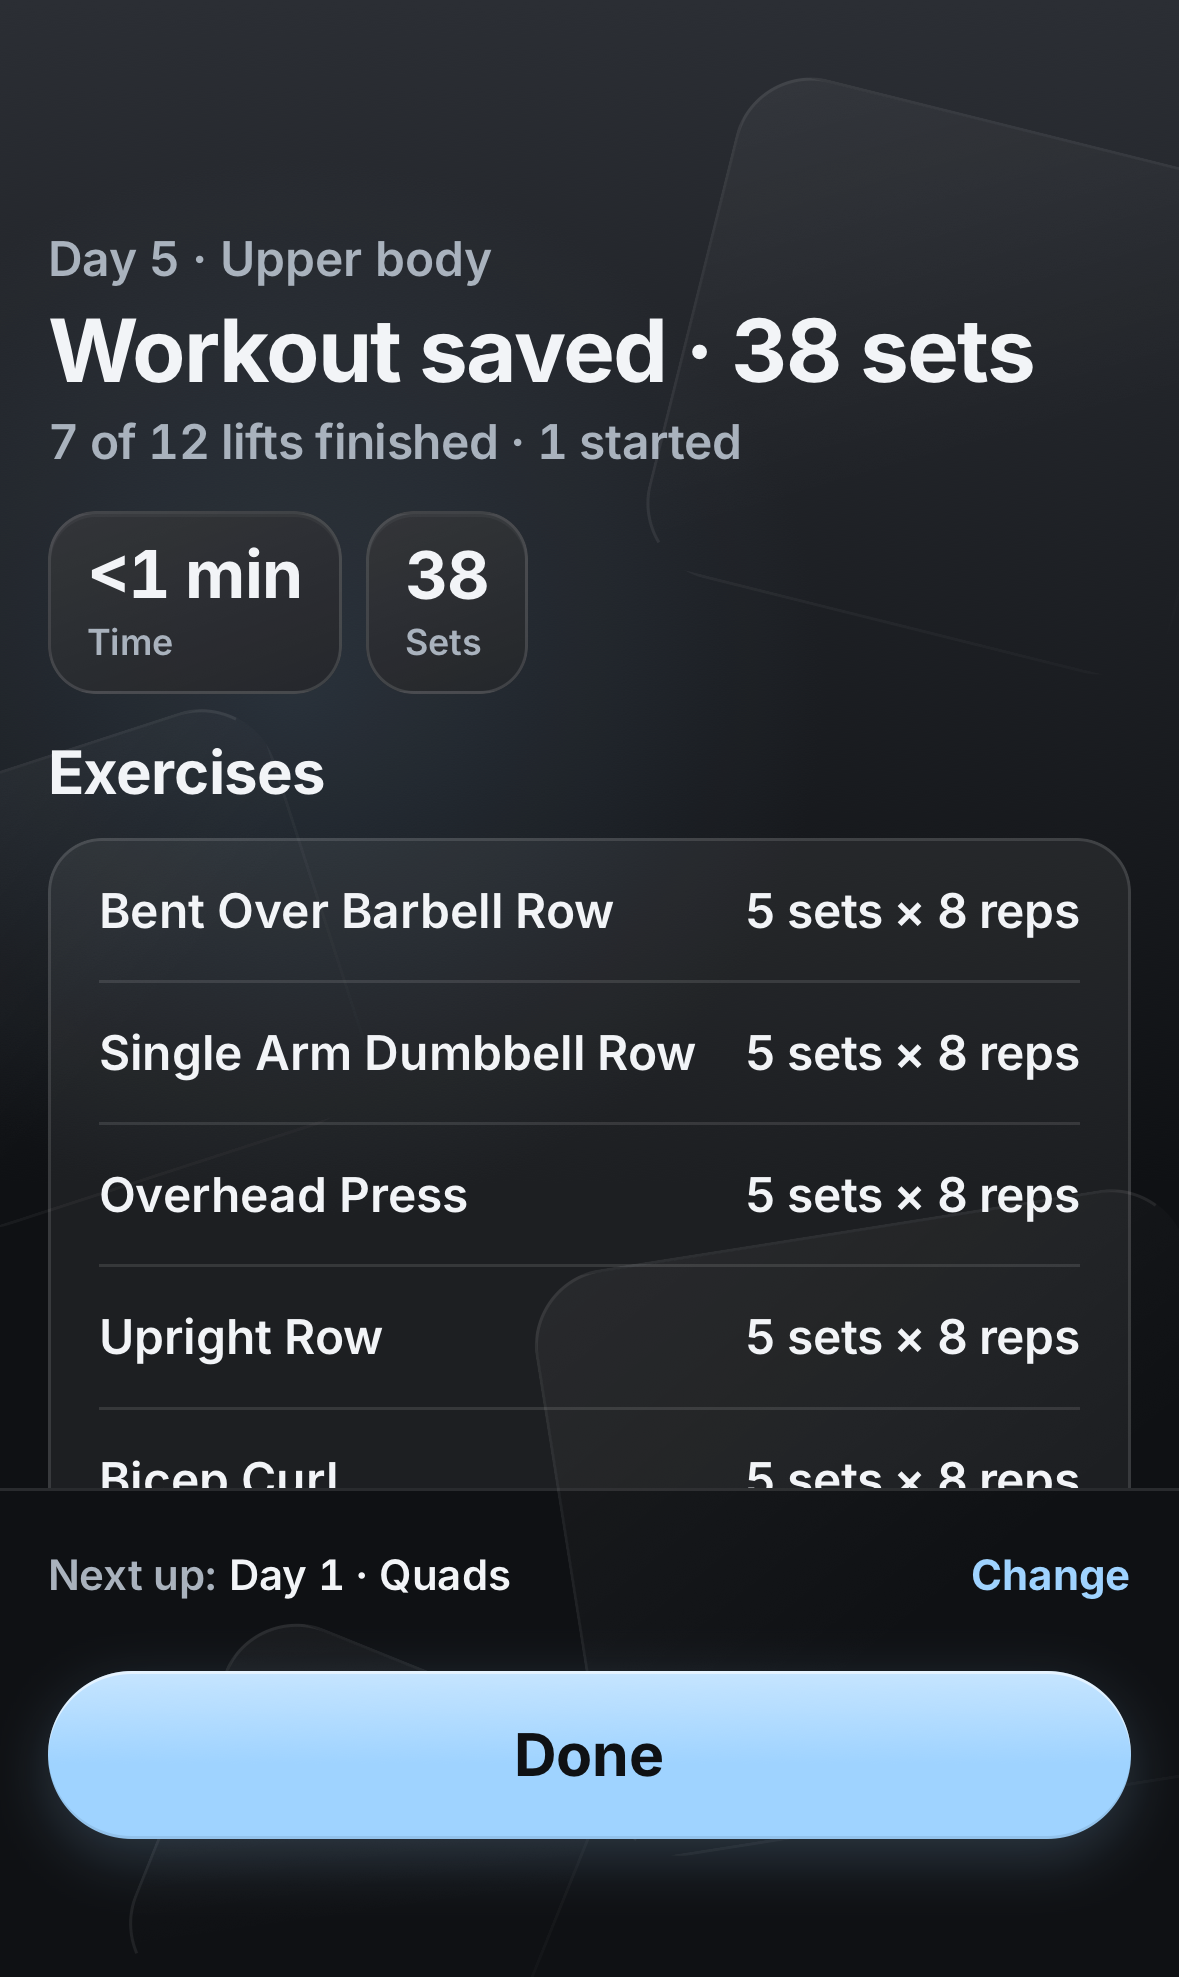 Day 5 · Upper body
Workout saved · 38 sets
7 of 12 lifts finished · 1 started
<1 min
Time
38
Sets
Exercises
Bent Over Barbell Row 5 sets × 8 reps
Single Arm Dumbbell Row 5 sets × 8 reps
Overhead Press 5 sets × 8 reps
Upright Row 5 sets × 8 reps
Bicep Curl 5 sets × 8 reps
Next up: Day 1 · Quads Change
Done